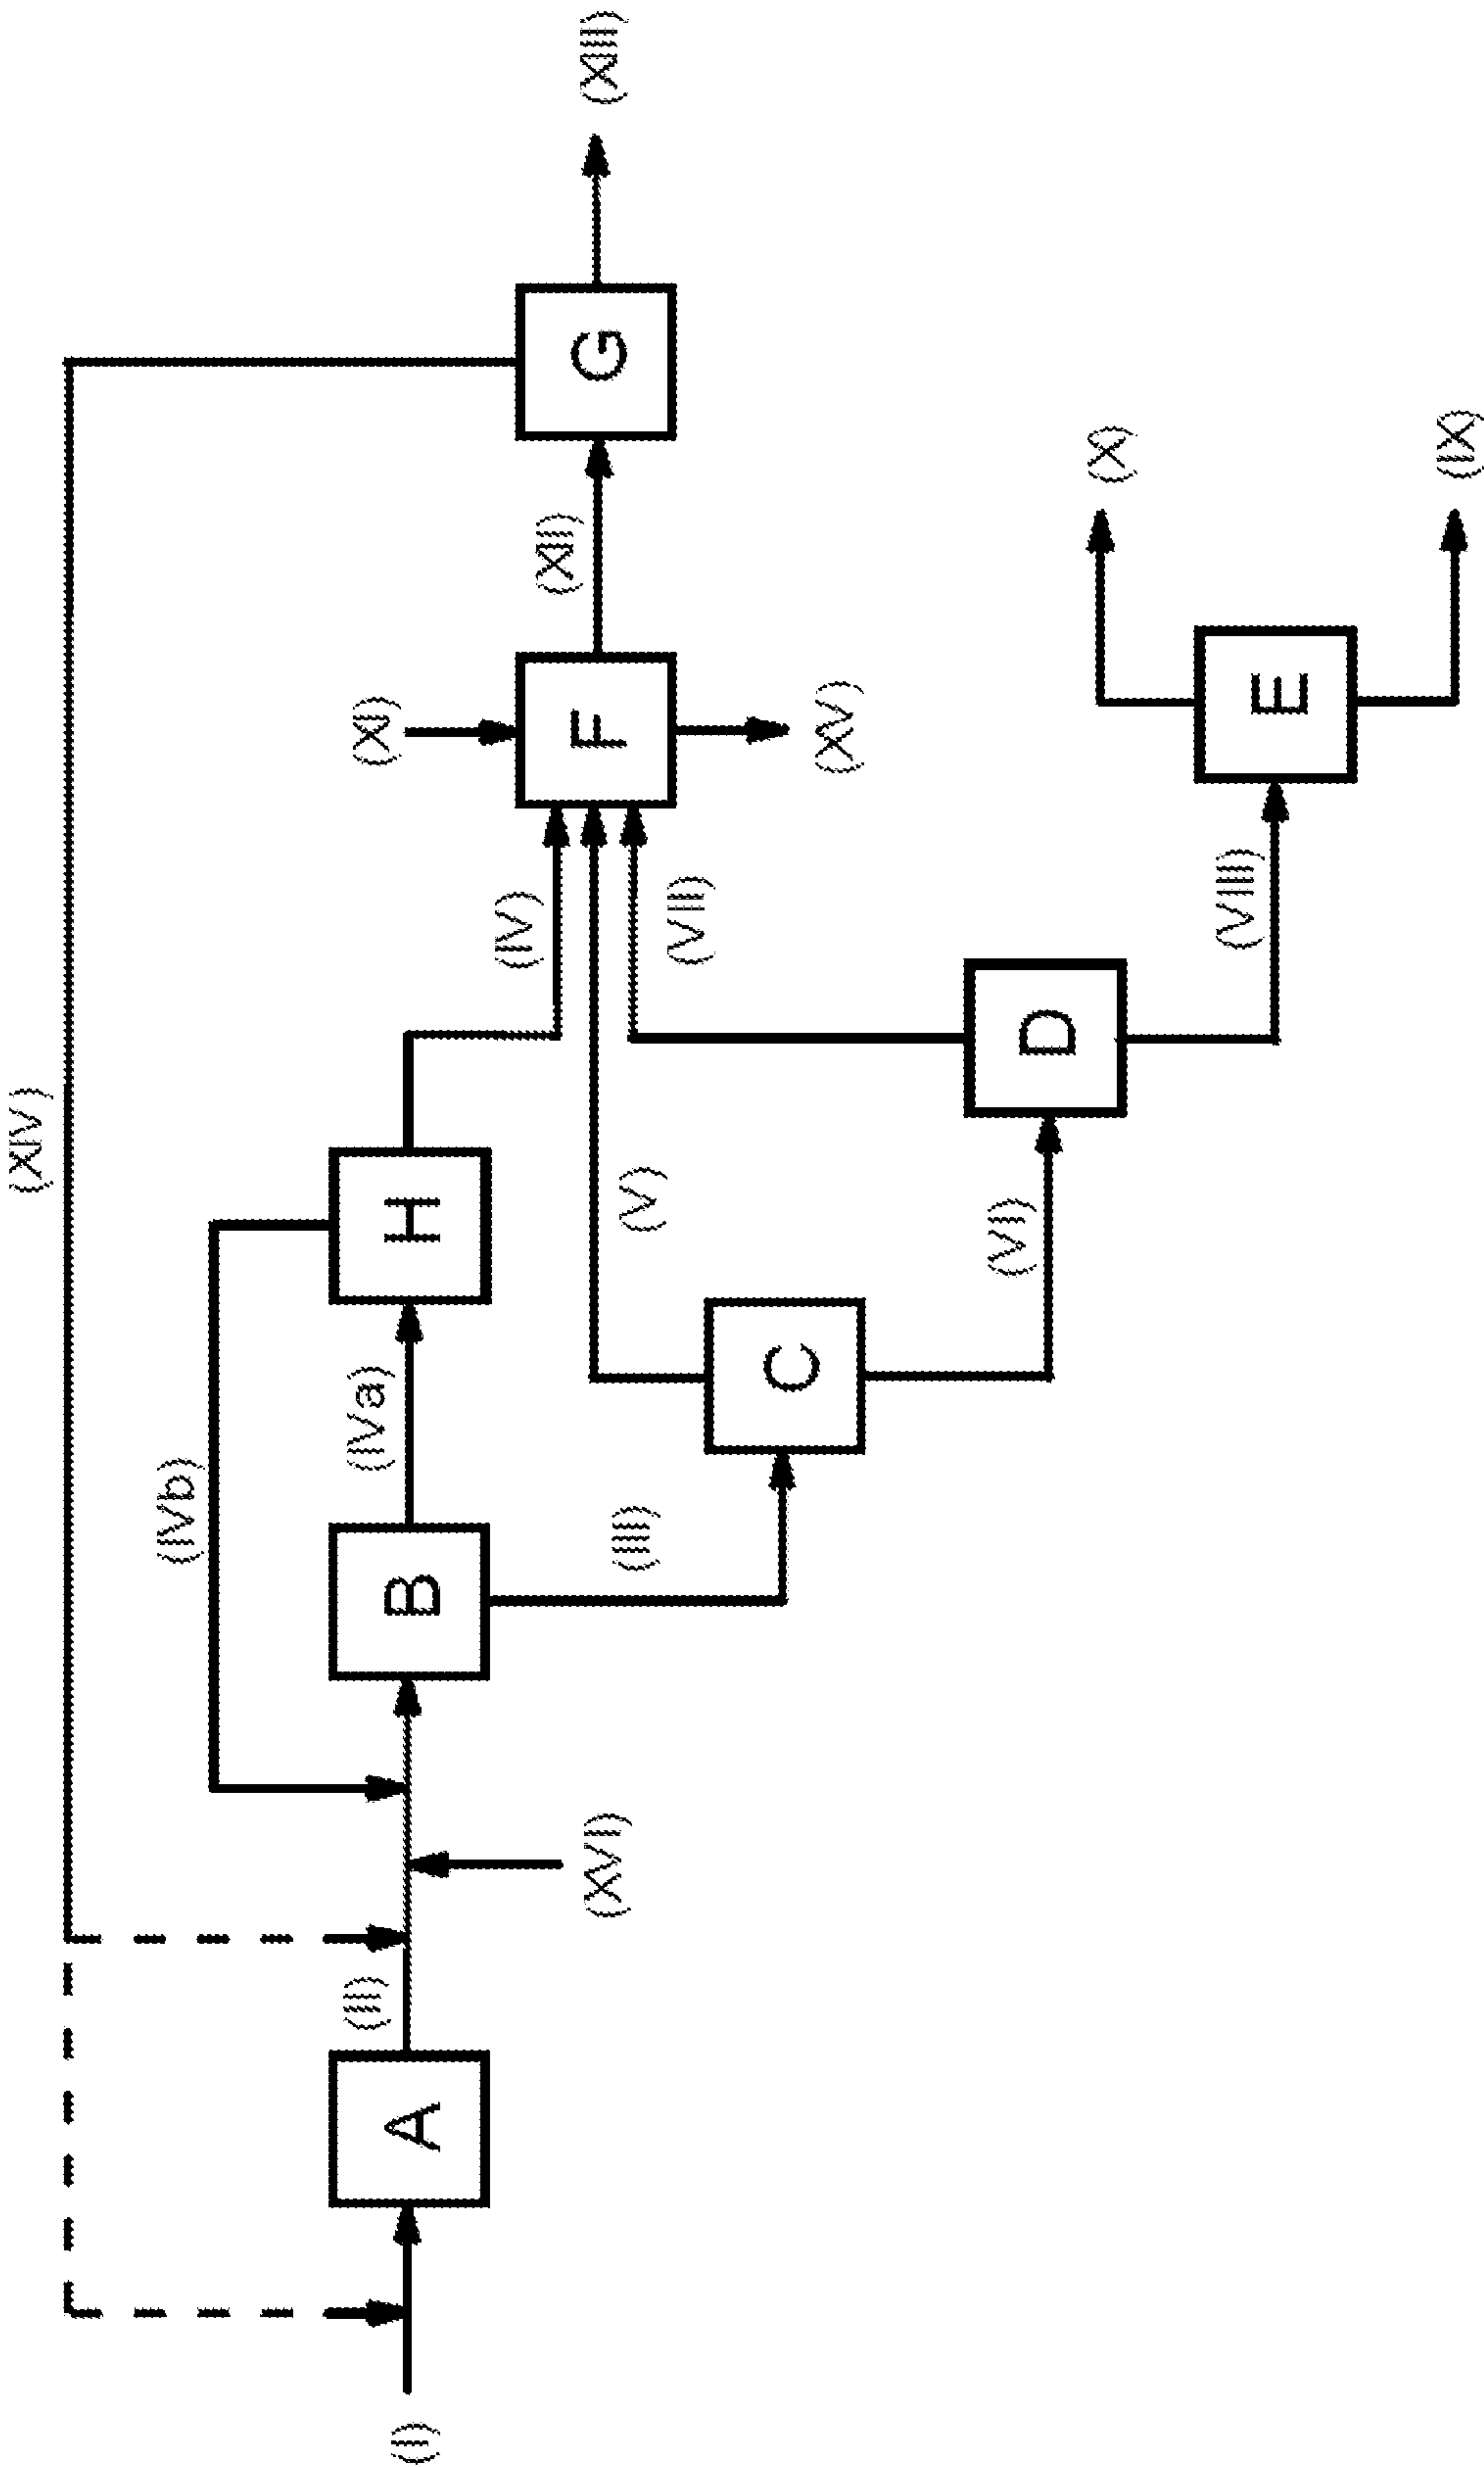 (XIV)
(IVb)
(I)
A
(II)
(XVI)
B
(IVa)
H
(IV)
(XI)
F
(XII)
G
(XIII)
(III)
C
(V)
(VII)
(XV)
(VI)
D
(VIII)
E
(X)
(IX)